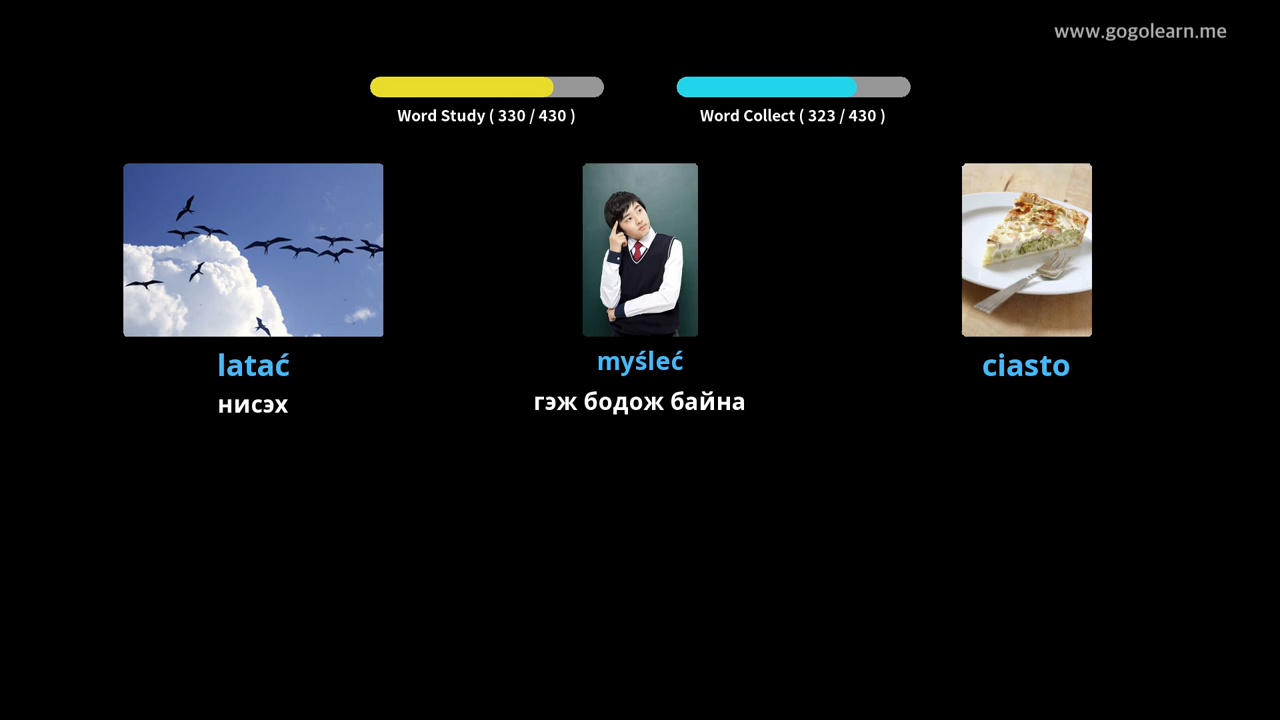 www.gogolearn.me
Word Study ( 330 / 430 )
Word Collect ( 323 / 430 )
latać
myśleć
ciasto
нисэх
гэж бодож байна